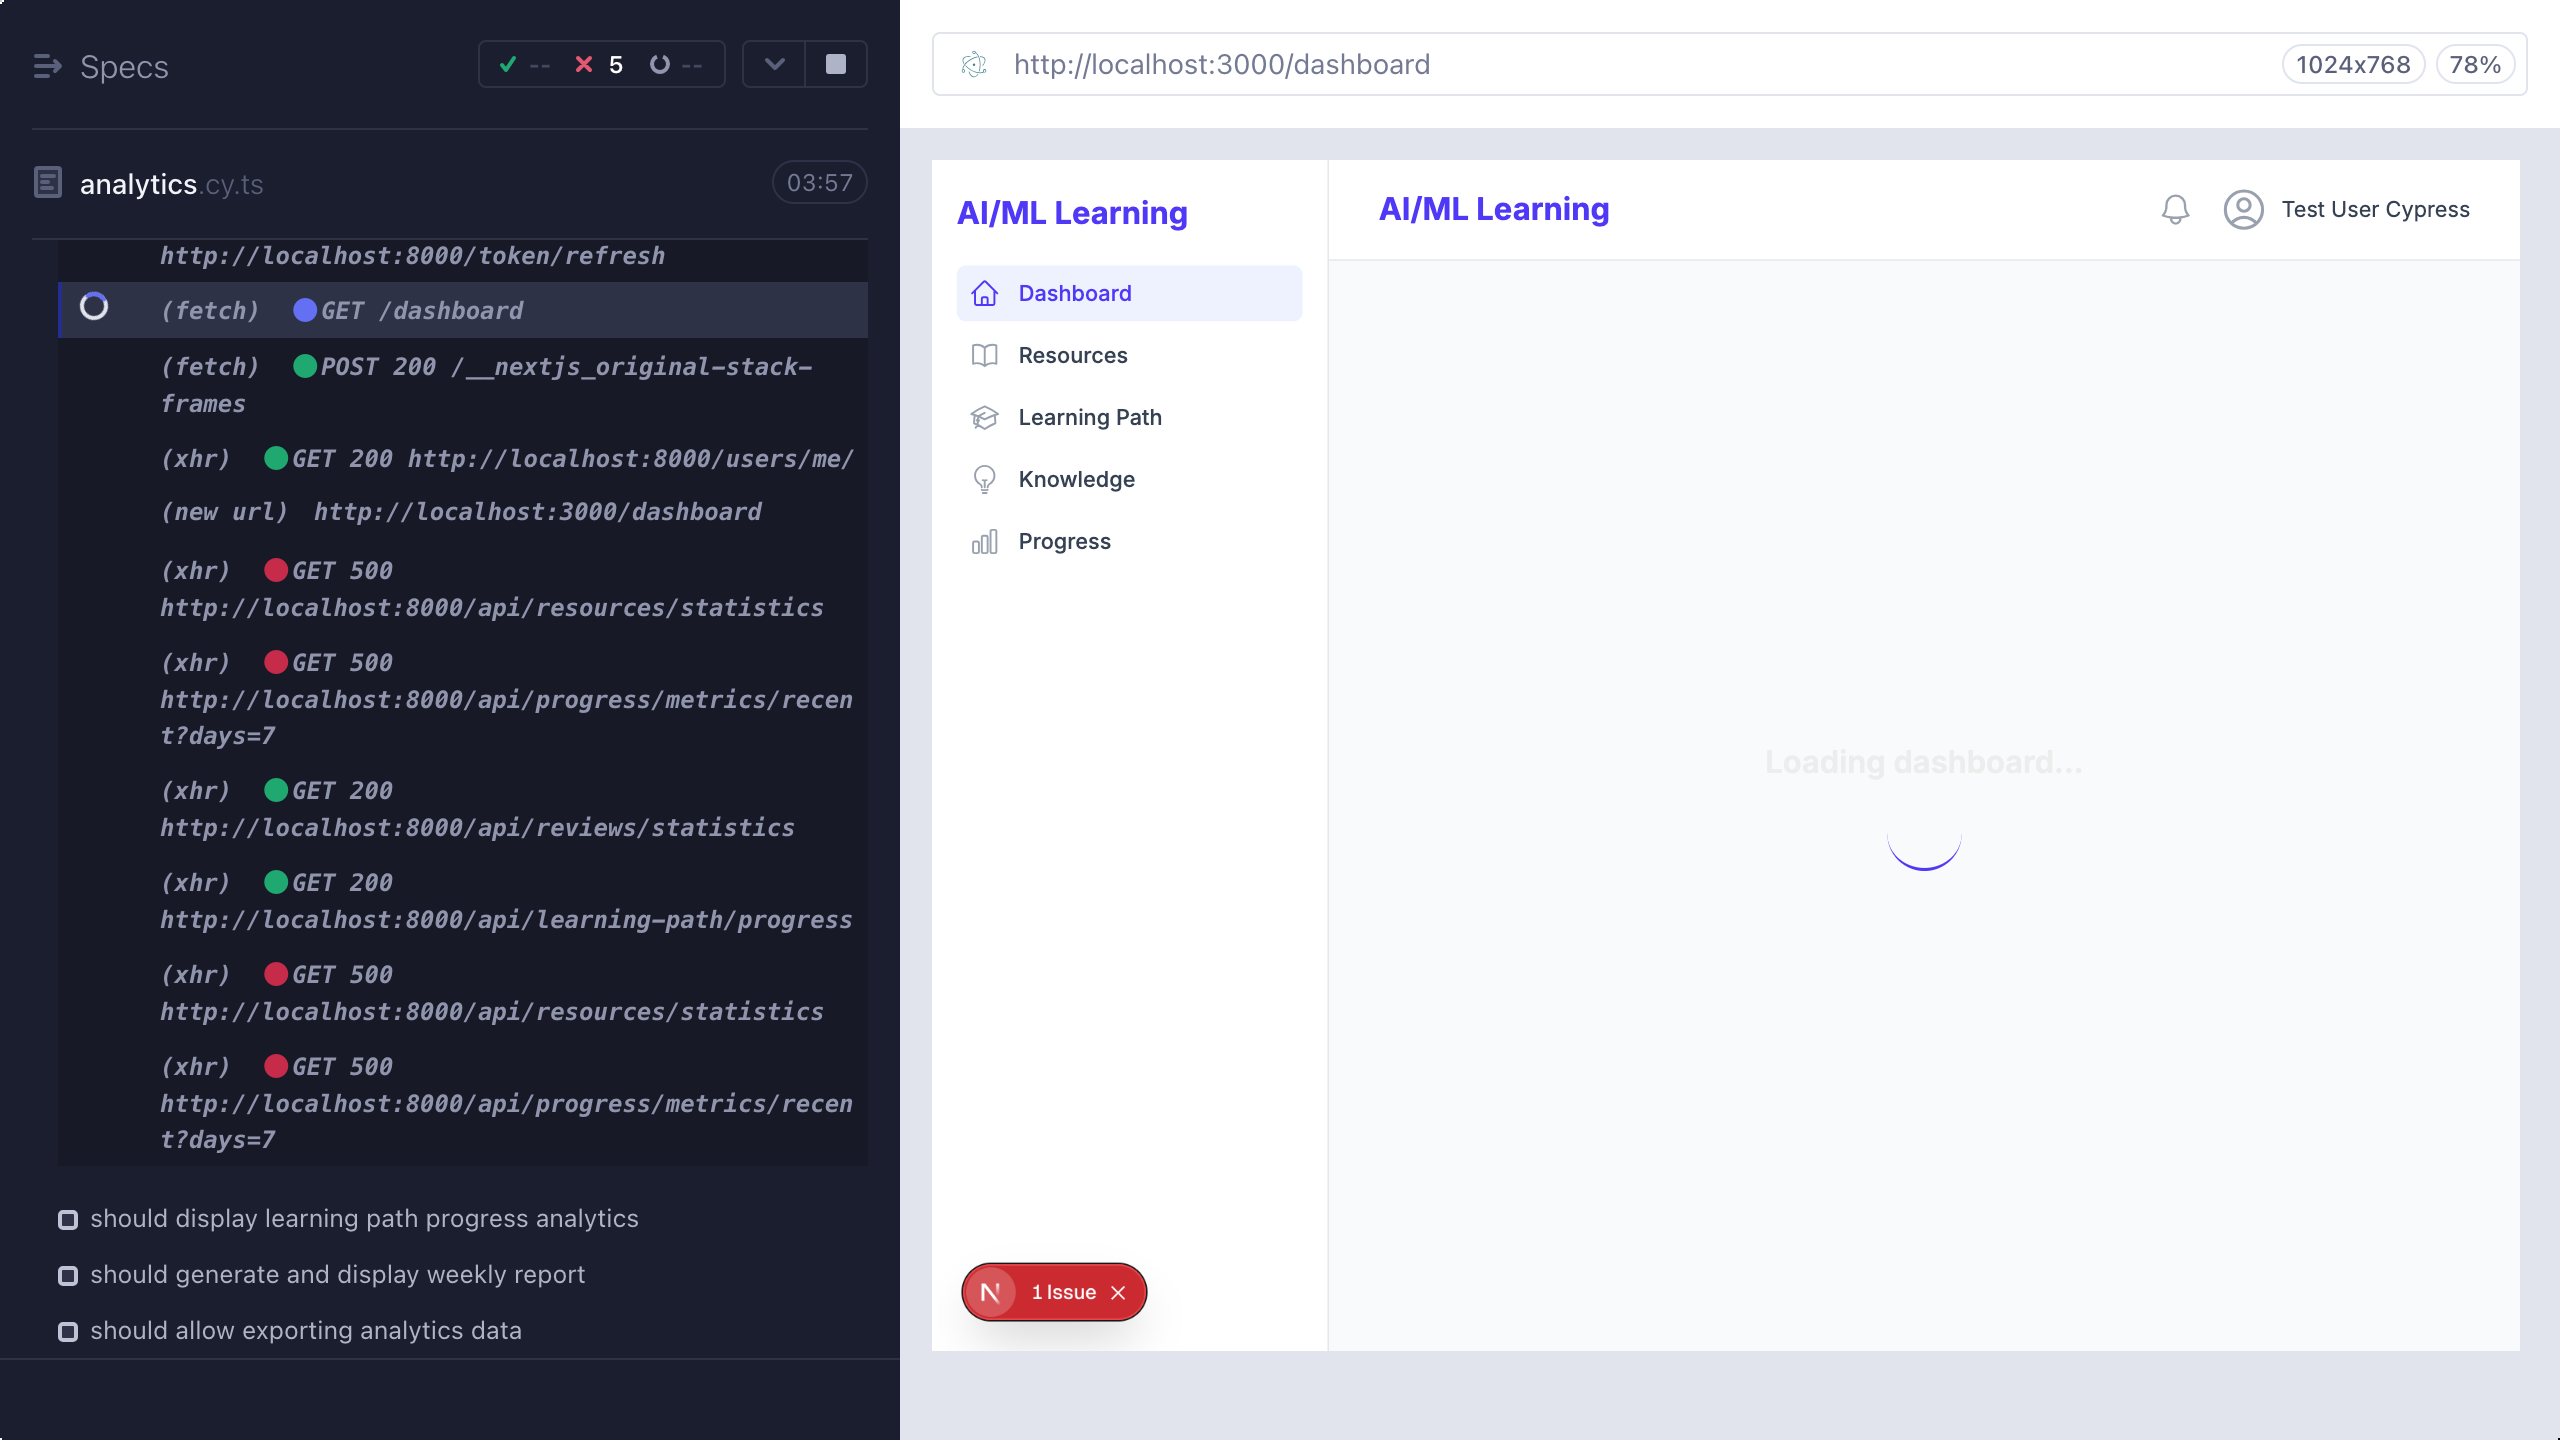 Specs
-- 5 --
analytics.cy.ts 03:57
http://localhost:8000/token/refresh
(fetch) GET /dashboard
(fetch) POST 200 /__nextjs_original-stack-
frames
(xhr) GET 200 http://localhost:8000/users/me/
(new url) http://localhost:3000/dashboard
(xhr) GET 500
http://localhost:8000/api/resources/statistics
(xhr) GET 500
http://localhost:8000/api/progress/metrics/recen
t?days=7
(xhr) GET 200
http://localhost:8000/api/reviews/statistics
(xhr) GET 200
http://localhost:8000/api/learning-path/progress
(xhr) GET 500
http://localhost:8000/api/resources/statistics
(xhr) GET 500
http://localhost:8000/api/progress/metrics/recen
t?days=7
should display learning path progress analytics
should generate and display weekly report
should allow exporting analytics data
http://localhost:3000/dashboard 1024x768 78%
AI/ML Learning
Dashboard
Resources
Learning Path
Knowledge
Progress
N 1 Issue
AI/ML Learning Test User Cypress
Loading dashboard...